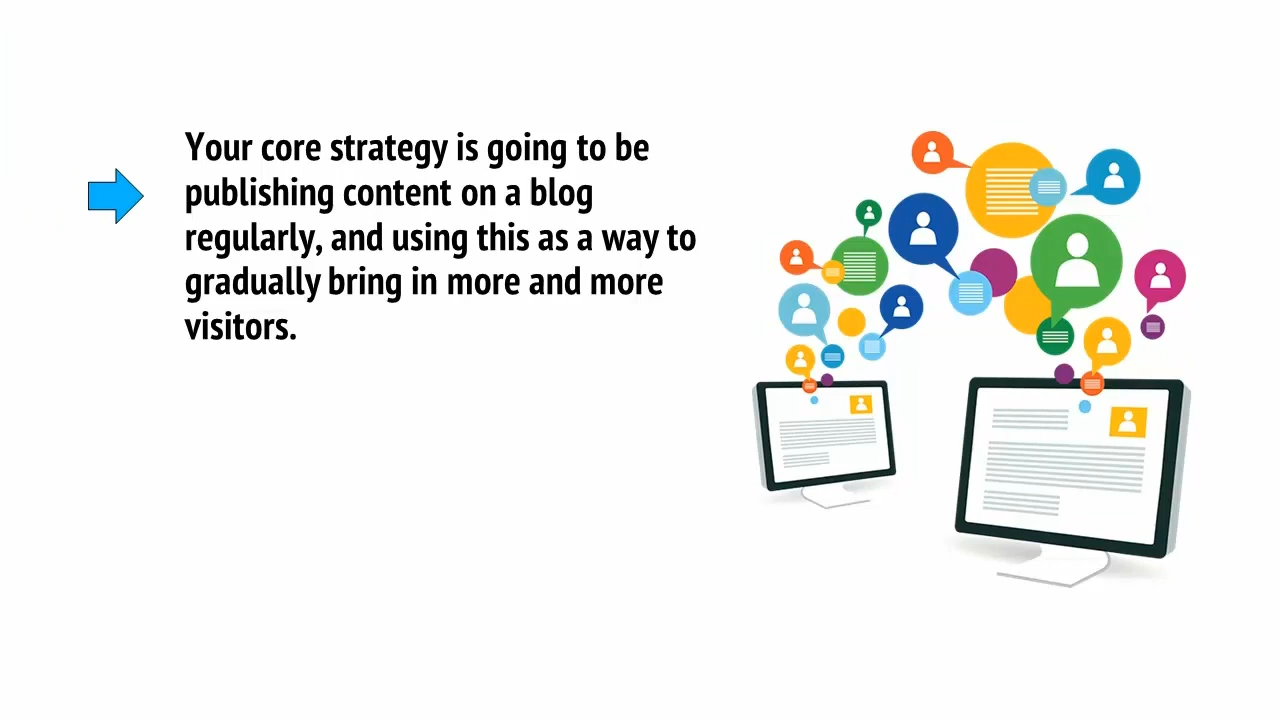 Your core strategy is going to be
publishing content on a blog
regularly, and using this as a way to
gradually bring in more and more
visitors.